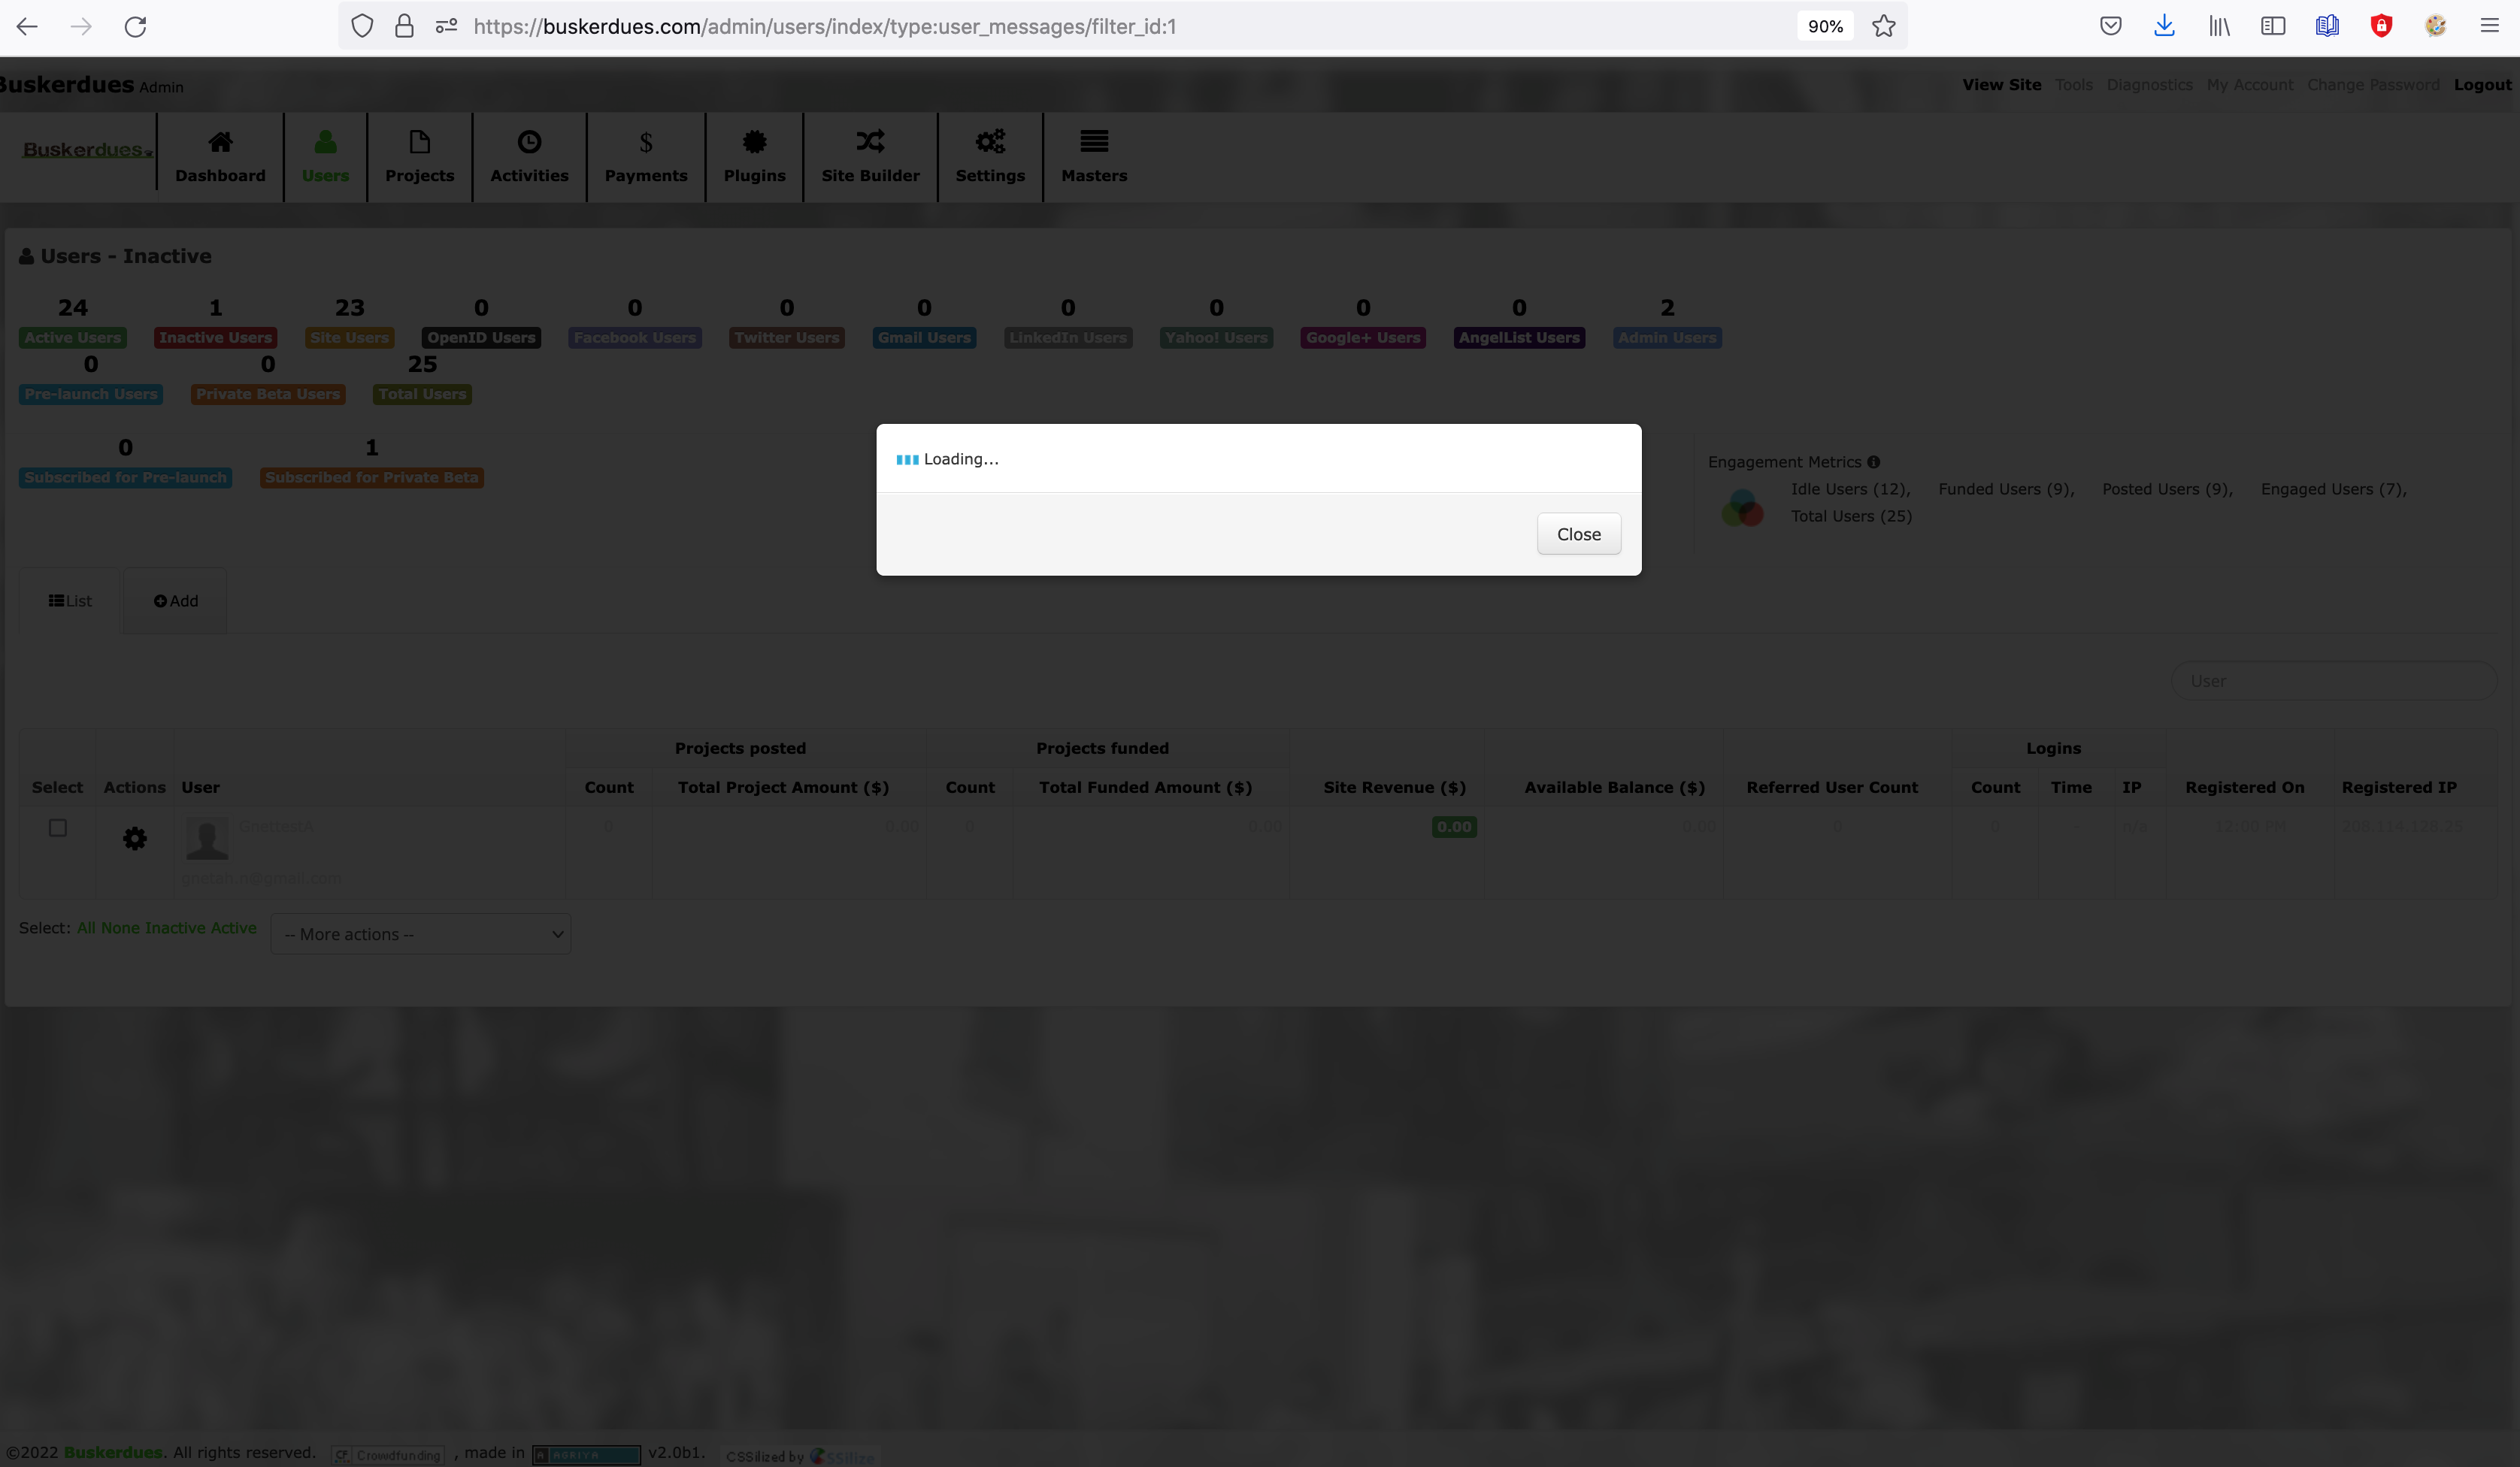 https://buskerdues.com/admin/users/index/type:user_messages/filter_id:1
90%
Buskerdues Admin
View Site Tools Diagnostics My Account Change Password Logout
Buskerdues
Dashboard Users Projects Activities $ Payments Plugins Site Builder Settings Masters
Users - Inactive
24 1 23 0 0 0 0 0 0 0 0 2
Active Users Inactive Users Site Users OpenID Users Facebook Users Twitter Users Gmail Users LinkedIn Users Yahoo! Users Google+ Users AngelList Users Admin Users
0 0 25
Pre-launch Users Private Beta Users Total Users
0 1
Subscribed for Pre-launch Subscribed for Private Beta
Loading...
Close
Engagement Metrics
Idle Users (12), Funded Users (9), Posted Users (9), Engaged Users (7),
Total Users (25)
List Add
User
Projects posted Projects funded Logins
Select Actions User Count Total Project Amount ($) Count Total Funded Amount ($) Site Revenue ($) Available Balance ($) Referred User Count Count Time IP Registered On Registered IP
0 0.00 0 0.00 0.00 0.00 0 0 - n/a 12:00 PM 208.114.128.25
Select: All None Inactive Active -- More actions --
©2022 Buskerdues. All rights reserved. CF Crowdfunding , made in AGRIYA v2.0b1. CSSilized by CSSilize